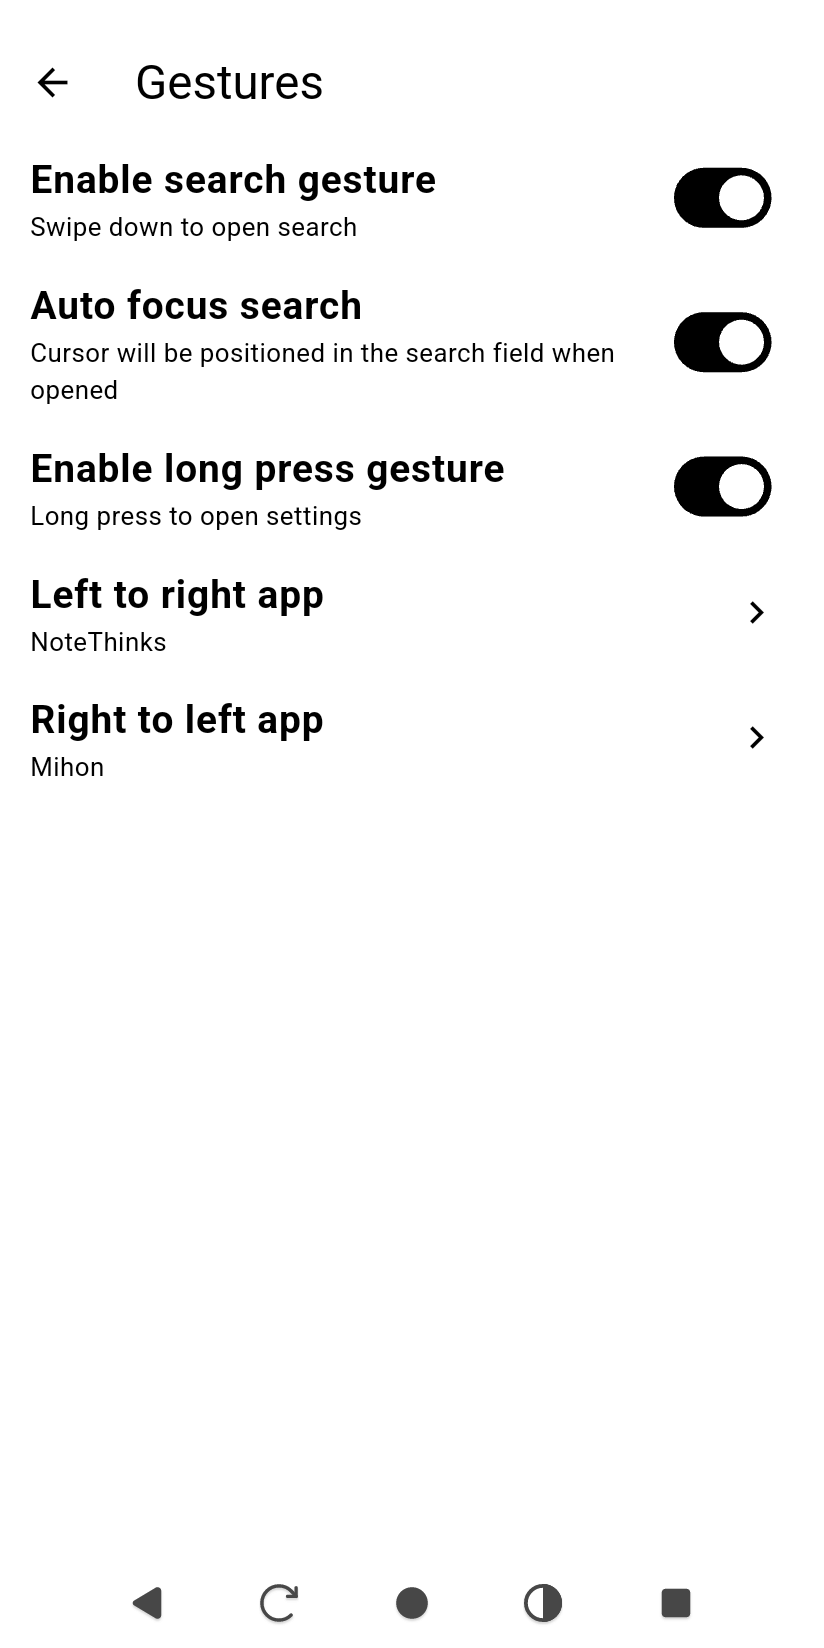 Gestures
Enable search gesture
Swipe down to open search
Auto focus search
Cursor will be positioned in the search field when
opened
Enable long press gesture
Long press to open settings
Left to right app
NoteThinks
Right to left app
Mihon